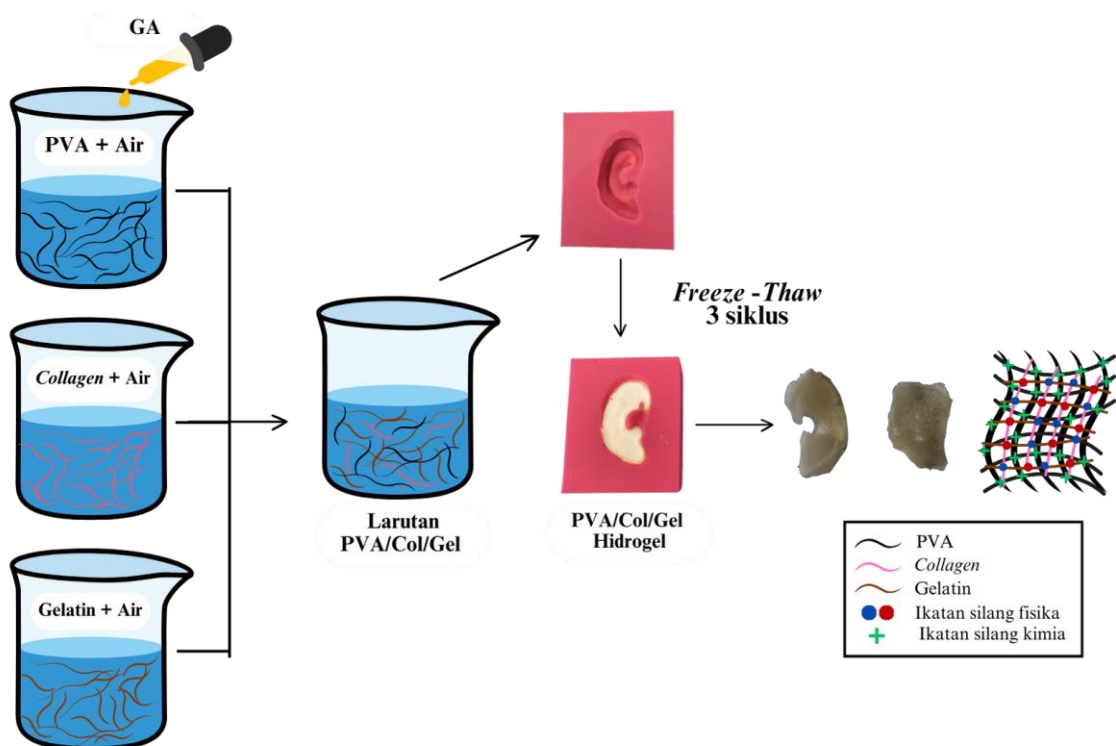 GA
PVA + Air
Collagen + Air
Gelatin + Air
Larutan
PVA/Col/Gel
Freeze -Thaw
3 siklus
PVA/Col/Gel
Hidrogel
PVA
Collagen
Gelatin
Ikatan silang fisika
Ikatan silang kimia